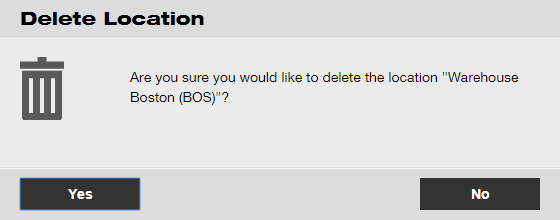 Delete Location
Are you sure you would like to delete the location "Warehouse
Boston (BOS)"?
Yes
No